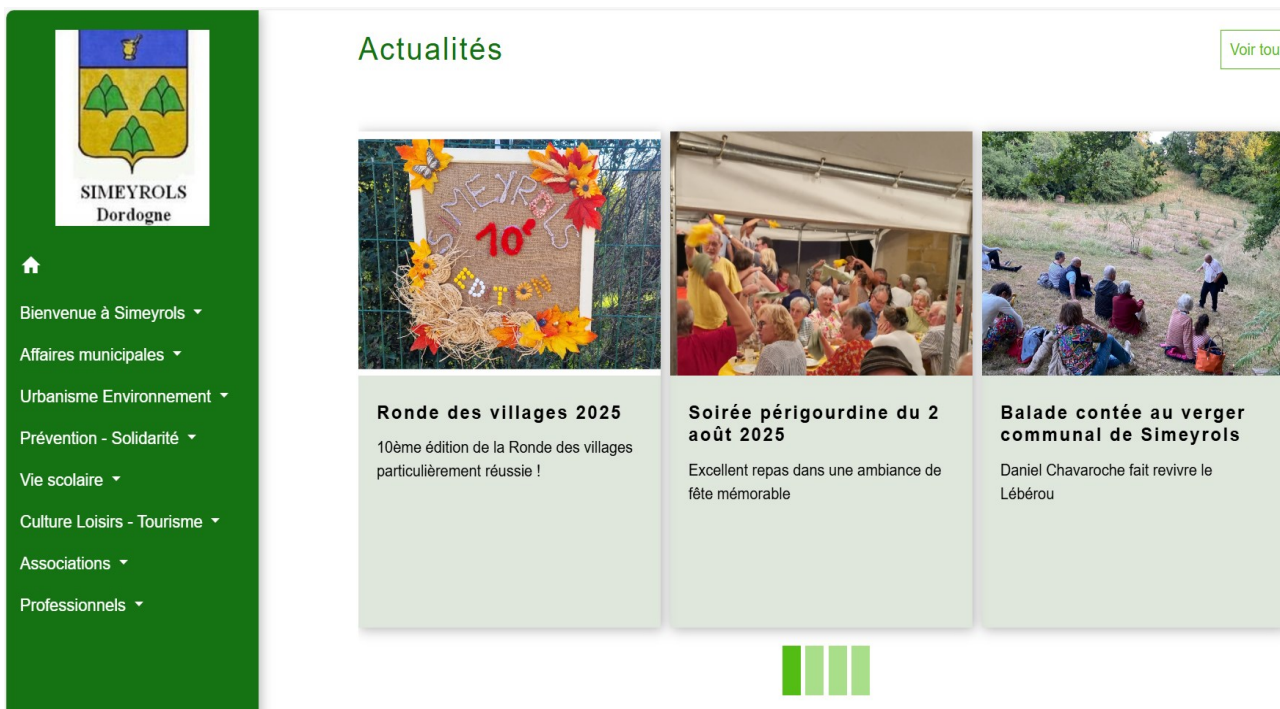 SIMEYROLS
Dordogne
Bienvenue à Simeyrols
Affaires municipales
Urbanisme Environnement
Prévention - Solidarité
Vie scolaire
Culture Loisirs - Tourisme
Associations
Professionnels
Actualités
Voir tou
SIMEYROLS
10e
EDTION
Ronde des villages 2025
10ème édition de la Ronde des villages
particulièrement réussie !
Soirée périgourdine du 2
août 2025
Excellent repas dans une ambiance de
fête mémorable
Balade contée au verger
communal de Simeyrols
Daniel Chavaroche fait revivre le
Lébérou